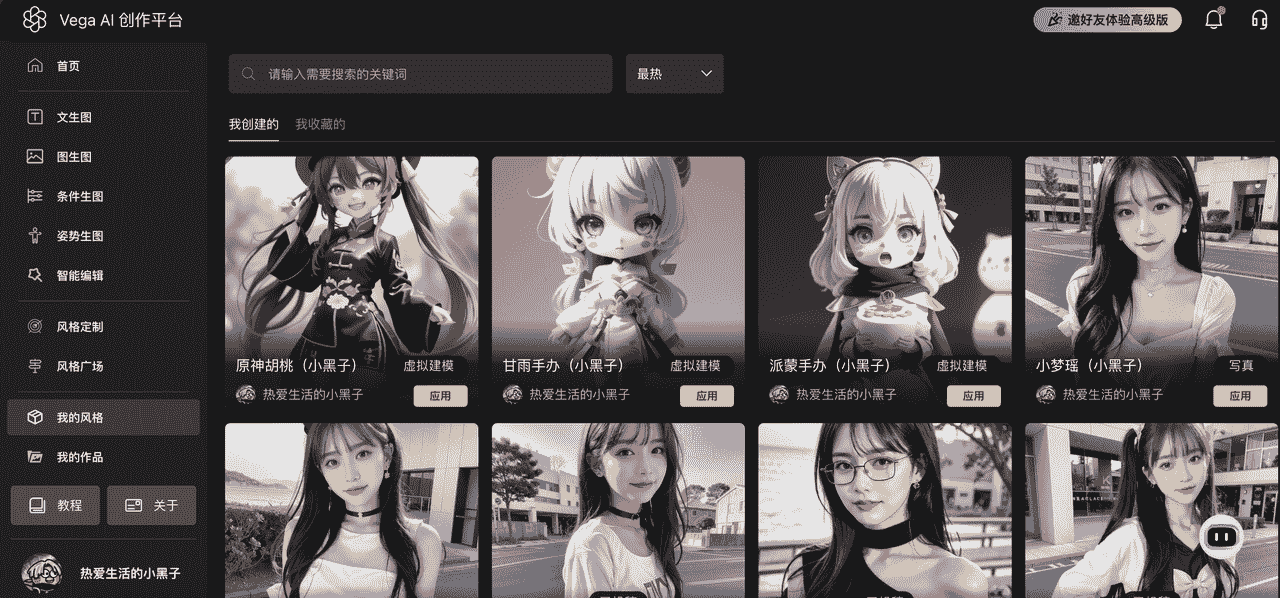 Vega AI 创作平台
邀好友体验高级版
首页
文生图
图生图
条件生图
姿势生图
智能编辑
风格定制
风格广场
我的风格
我的作品
教程
关于
热爱生活的小黑子
请输入需要搜索的关键词
最热
我创建的
我收藏的
原神胡桃（小黑子）
虚拟建模
热爱生活的小黑子
应用
甘雨手办（小黑子）
虚拟建模
热爱生活的小黑子
应用
派蒙手办（小黑子）
虚拟建模
热爱生活的小黑子
应用
小梦瑶（小黑子）
写真
热爱生活的小黑子
应用